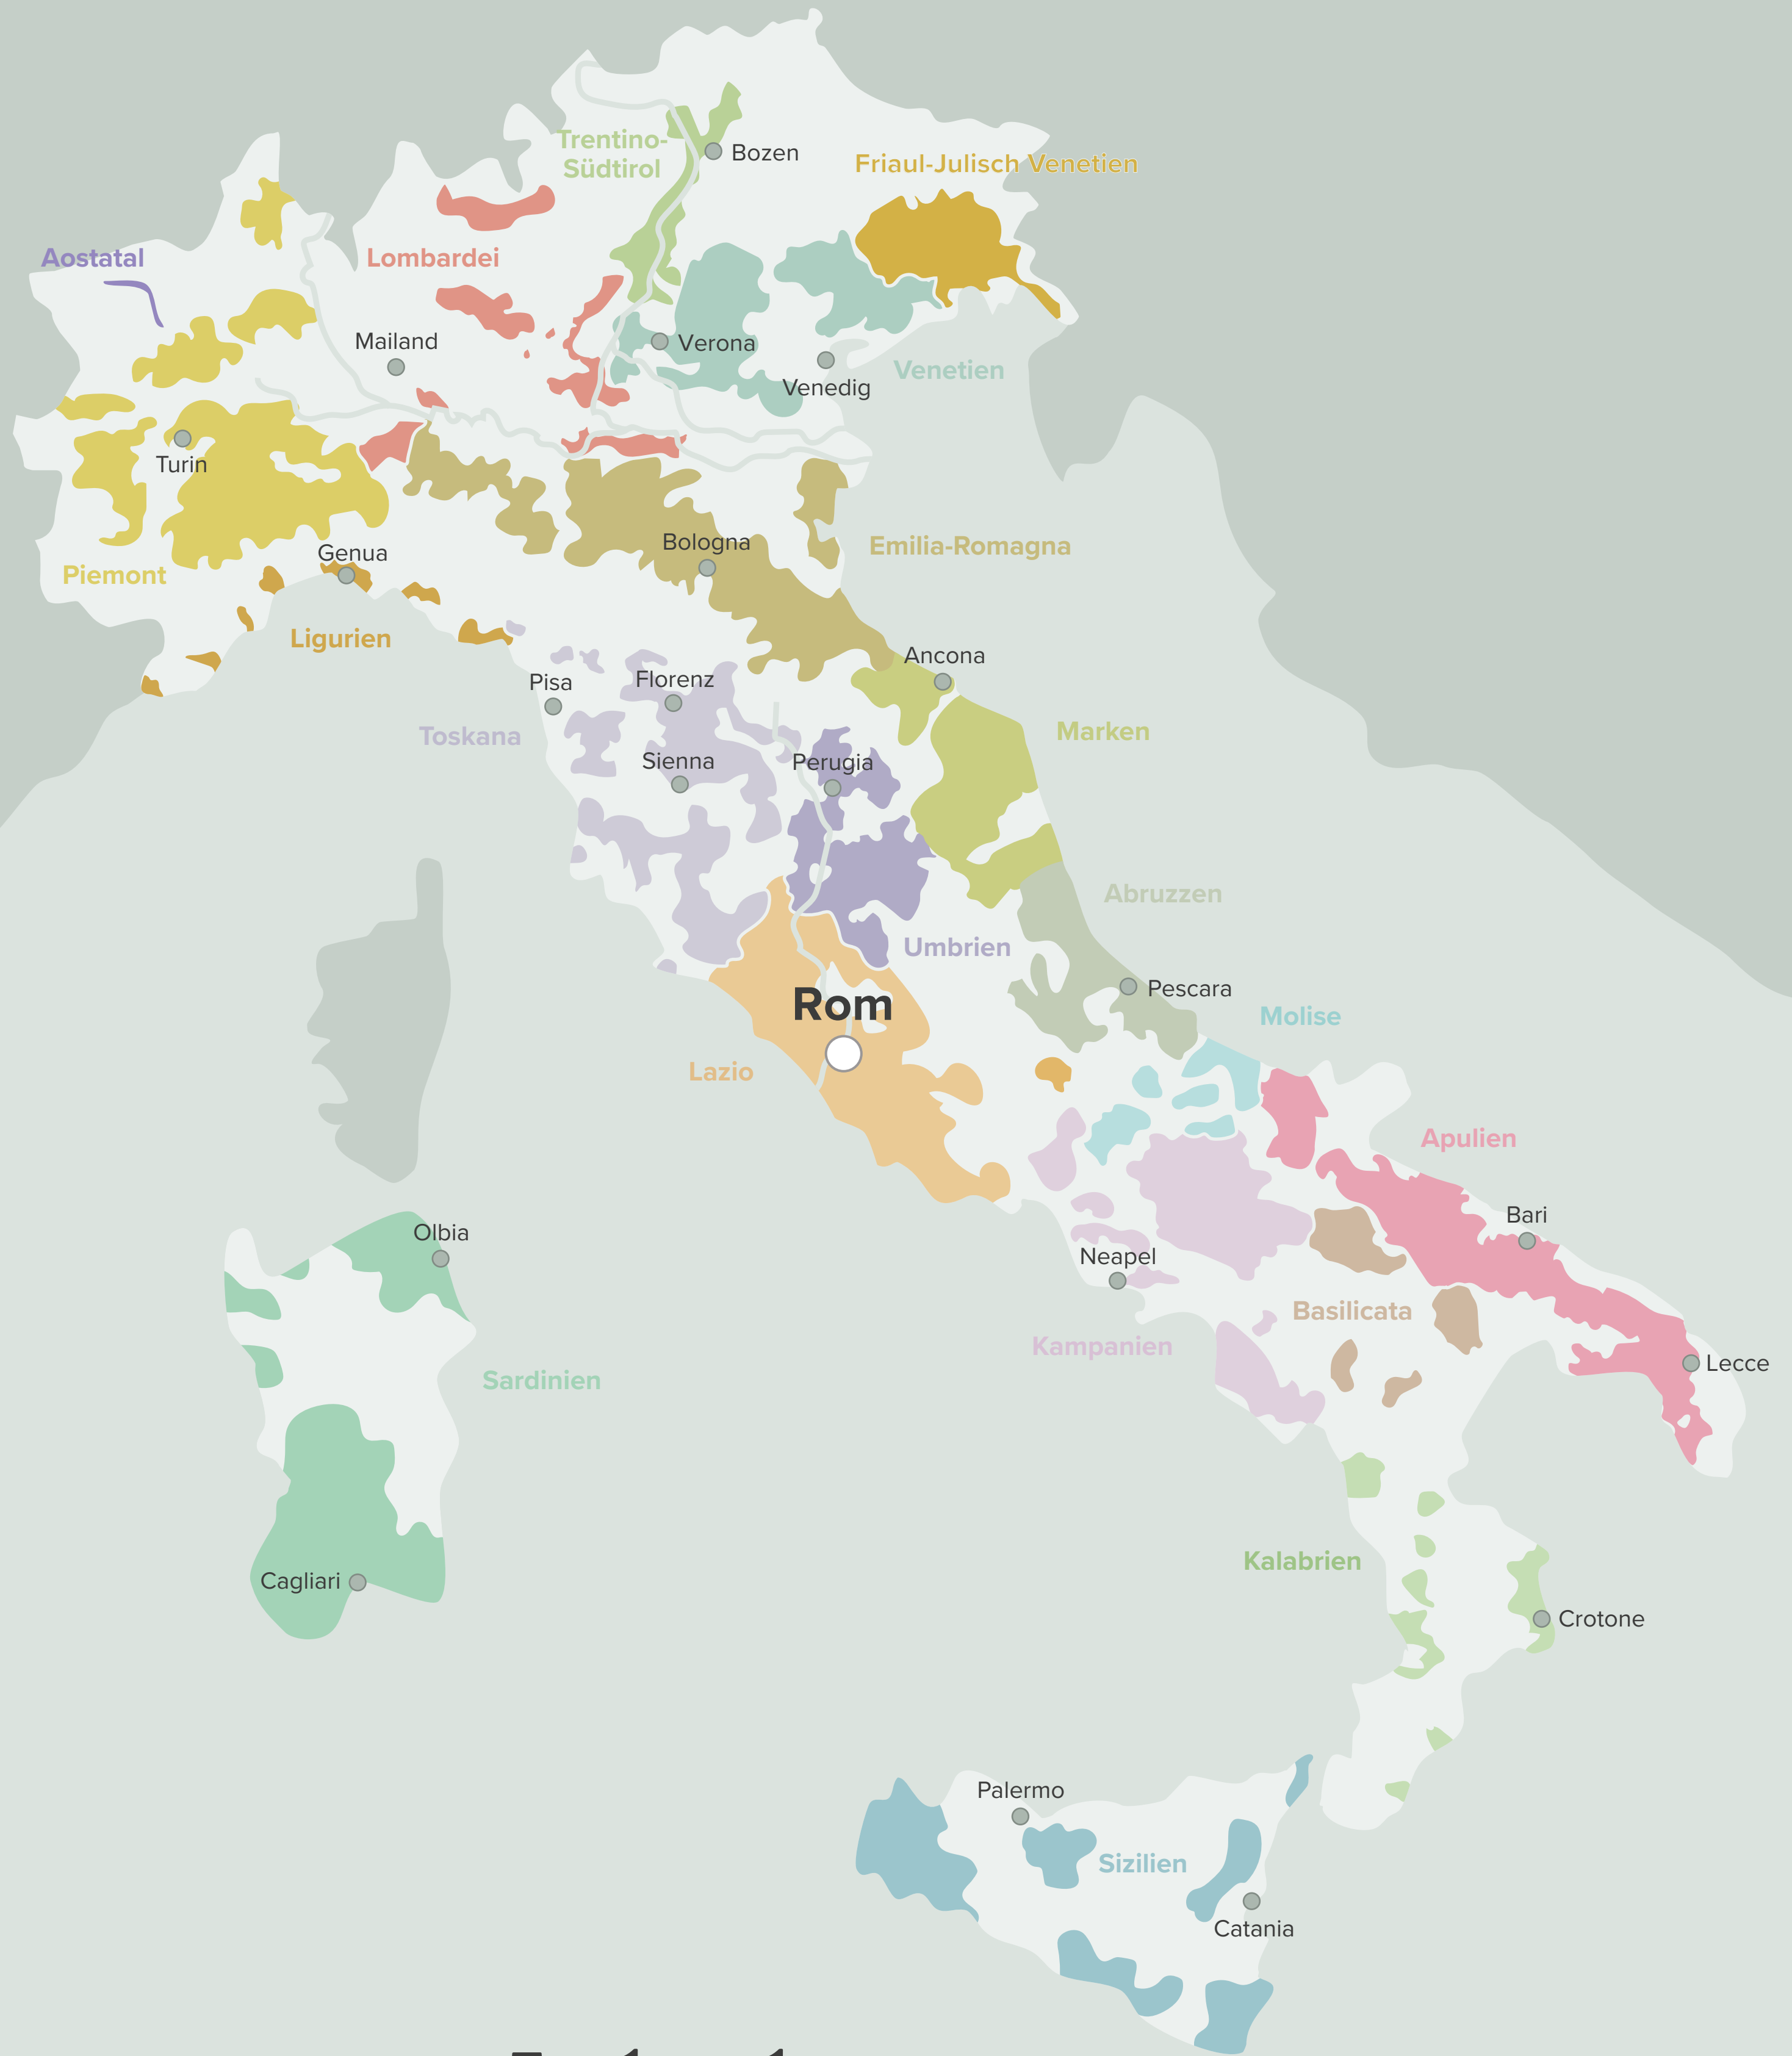 Trentino-
Südtirol
Bozen
Friaul-Julisch Venetien
Aostatal
Lombardei
Mailand
Verona
Venedig
Venetien
Turin
Genua
Bologna
Emilia-Romagna
Piemont
Ligurien
Ancona
Pisa
Florenz
Toskana
Marken
Sienna
Perugia
Abruzzen
Umbrien
Pescara
Rom
Molise
Lazio
Apulien
Bari
Olbia
Neapel
Basilicata
Kampanien
Lecce
Sardinien
Kalabrien
Cagliari
Crotone
Palermo
Sizilien
Catania